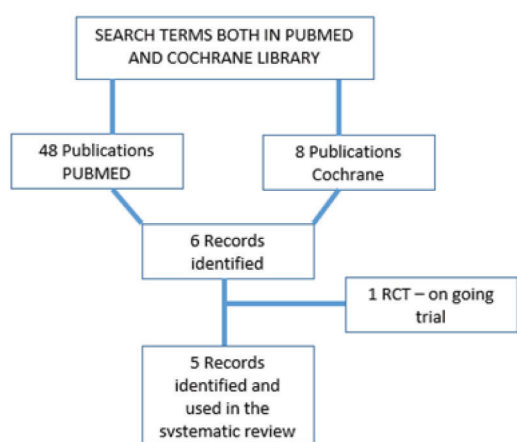 SEARCH TERMS BOTH IN PUBMED
AND COCHRANE LIBRARY
48 Publications
PUBMED
8 Publications
Cochrane
6 Records
identified
1 RCT – on going
trial
5 Records
identified and
used in the
systematic review